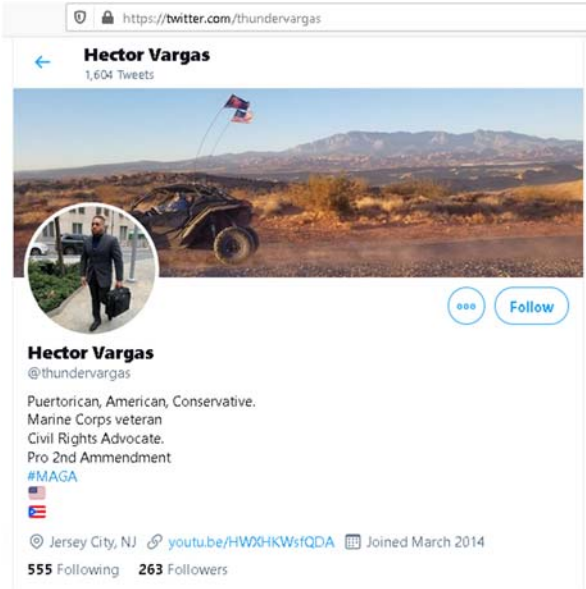 https://twitter.com/thundervargas
Hector Vargas
1,604 Tweets
Follow
Hector Vargas
@thundervargas
Puertorican, American, Conservative.
Marine Corps veteran
Civil Rights Advocate.
Pro 2nd Ammendment
#MAGA
Jersey City, NJ youtu.be/HWXHKWsfQDA Joined March 2014
555 Following 263 Followers